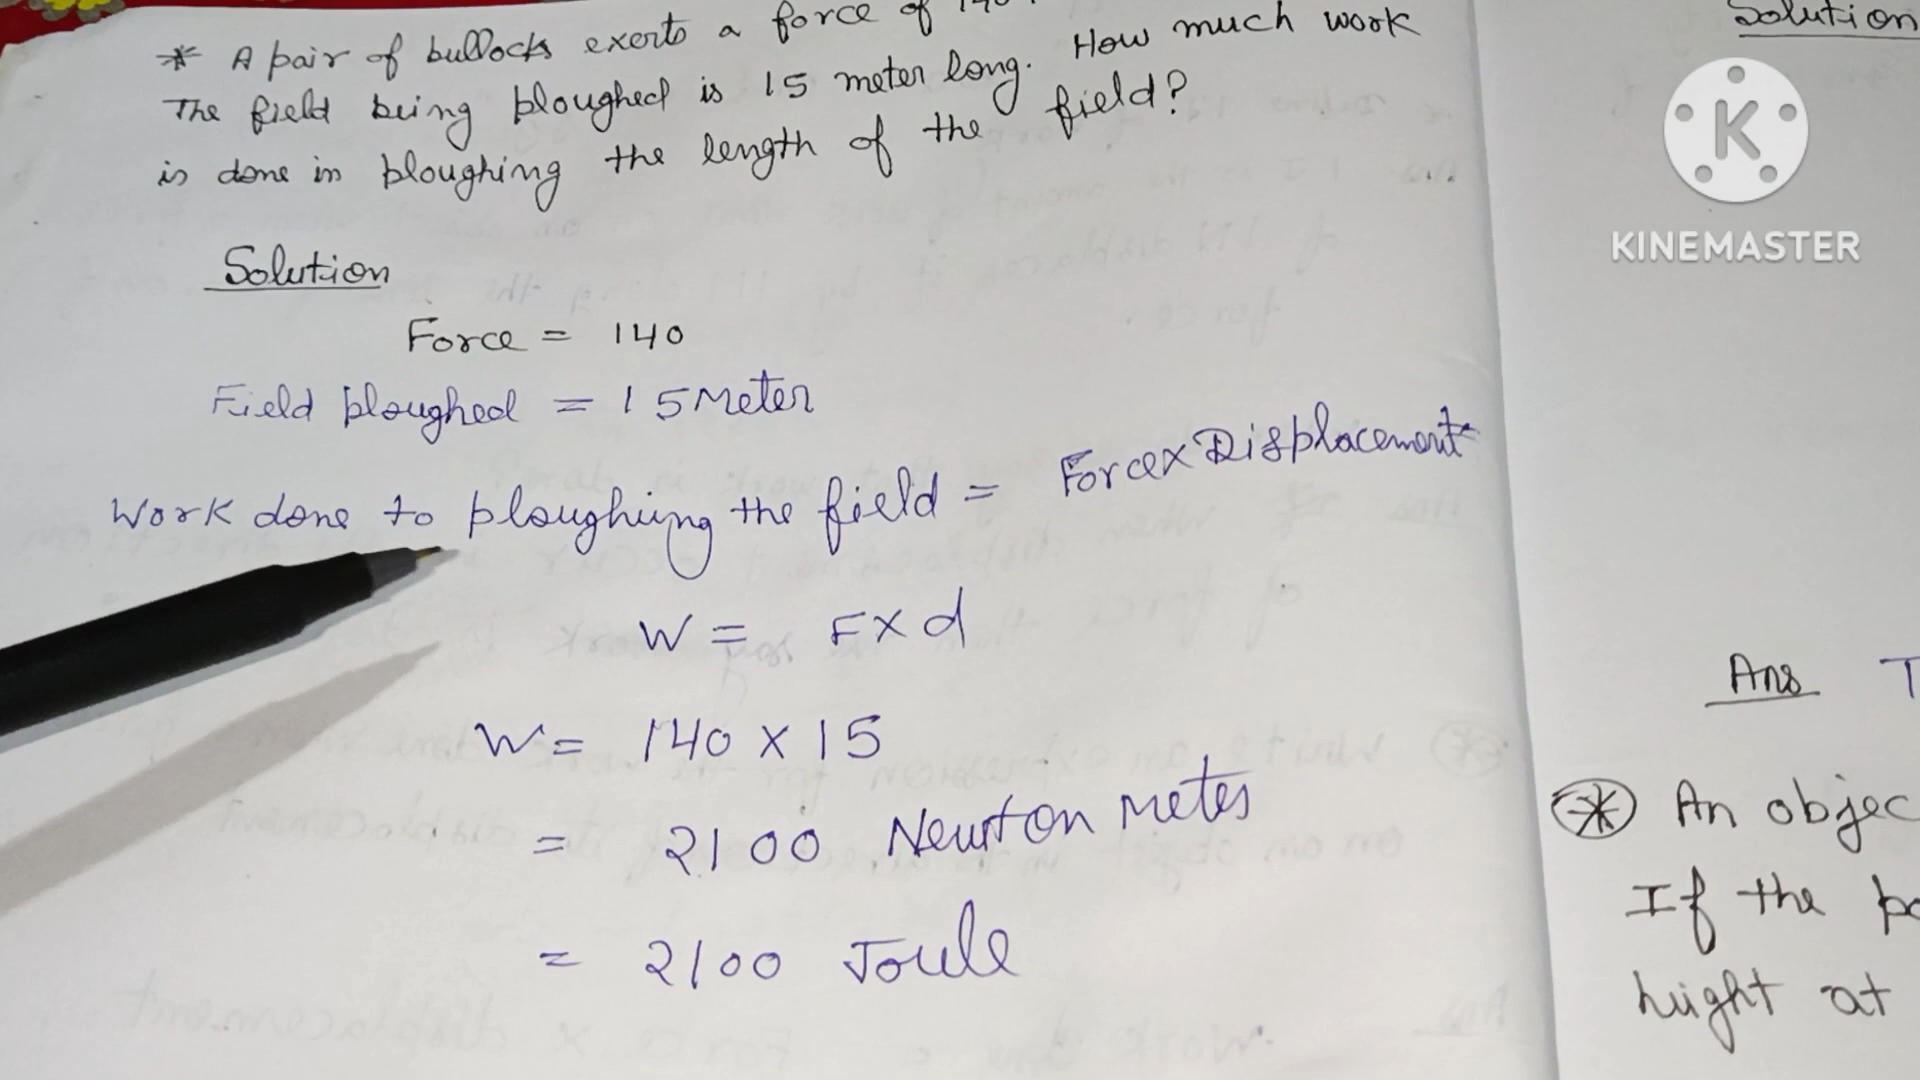 * A pair of bullocks exerts a force of 140
The field being ploughed is 15 meter long. How much work
is done in ploughing the length of the field?
Solution
Force = 140
Field ploughed = 15 Meter
Work done to ploughing the field = Force x Displacement
W = F x d
W = 140 x 15
= 2100 Newton Meter
= 2100 Joule
Solution
K
KINEMASTER
Ans T
* An objec
If the po
hight at